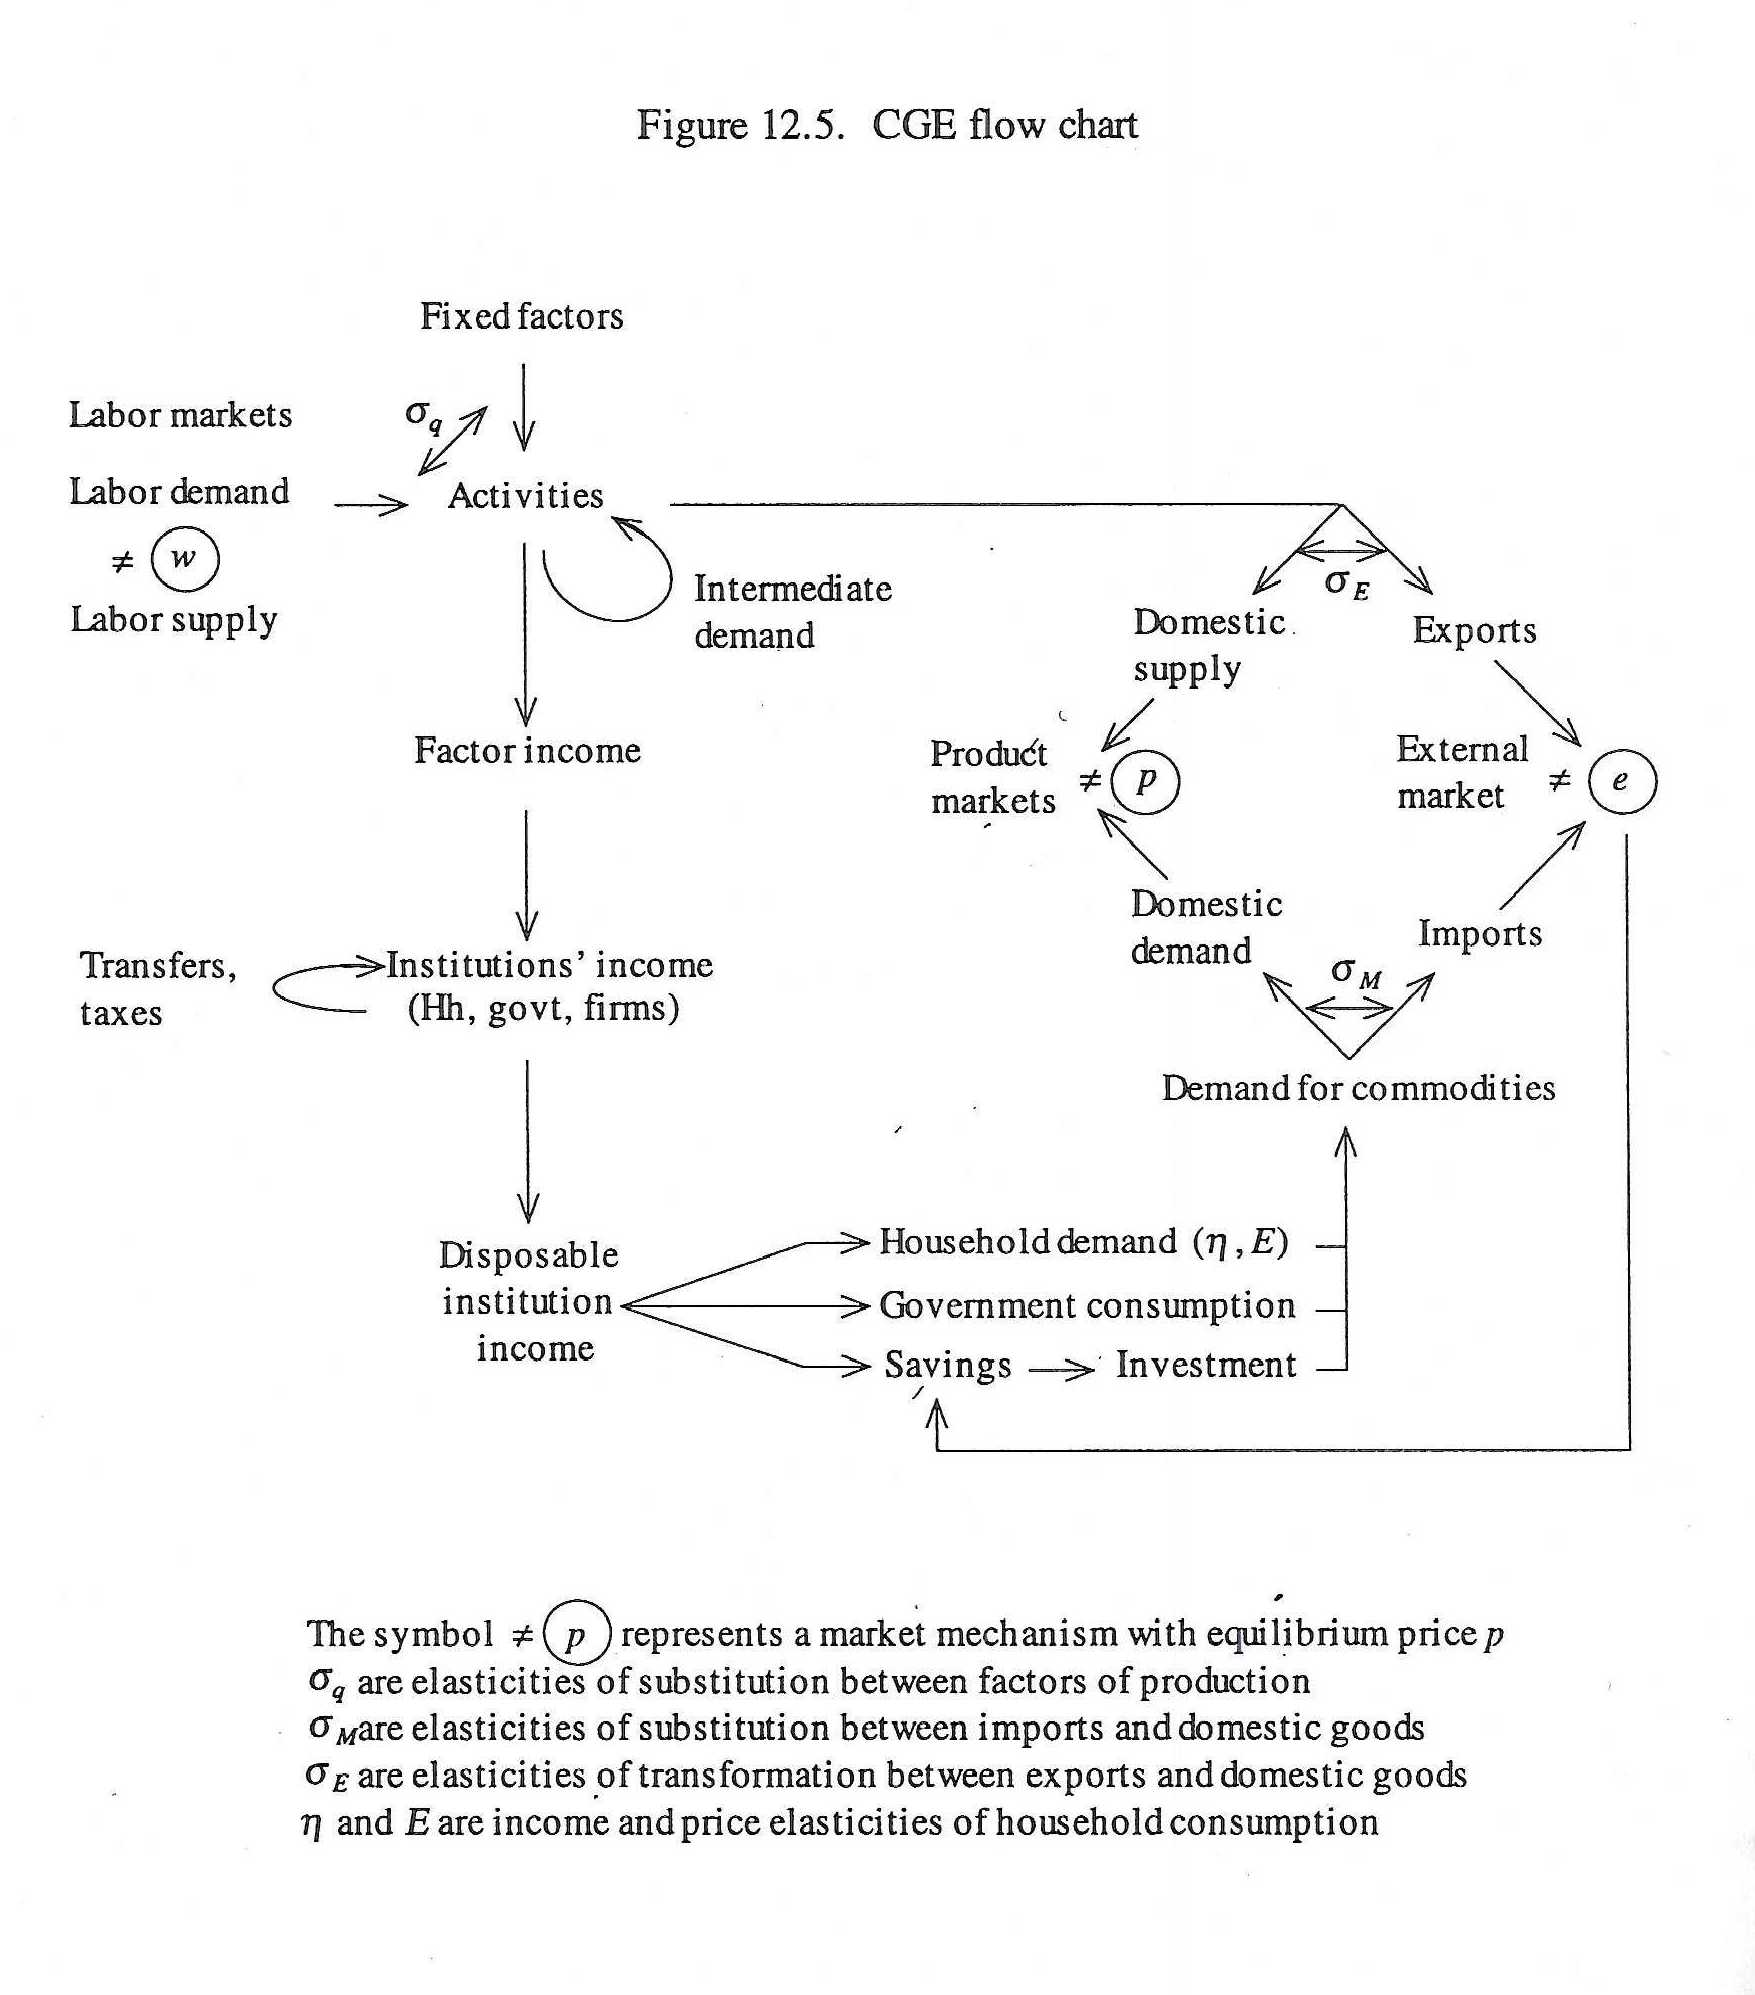 Figure 12.5. CGE flow chart
Fixed factors
Labor markets
σq
Labor demand
Activities
≠ w
Labor supply
Intermediate
demand
σE
Domestic
supply
Exports
Factor income
Product
markets
≠ p
External
market
≠ e
Domestic
demand
Imports
σM
Transfers,
taxes
Institutions' income
(Hh, govt, firms)
Demand for commodities
Disposable
institution
income
Household demand (η, E)
Government consumption
Savings
Investment
The symbol ≠ p represents a market mechanism with equilibrium price p
σq are elasticities of substitution between factors of production
σM are elasticities of substitution between imports and domestic goods
σE are elasticities of transformation between exports and domestic goods
η and E are income and price elasticities of household consumption